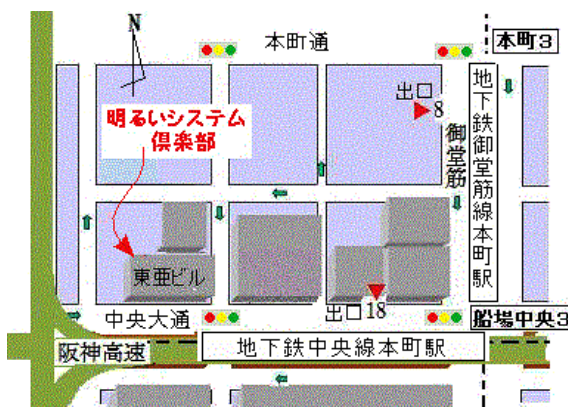 N
本町通
本町3
明るいシステム
倶楽部
出口
8
御堂筋
地下鉄御堂筋線本町駅
東亜ビル
出口18
中央大通
船場中央3
阪神高速
地下鉄中央線本町駅